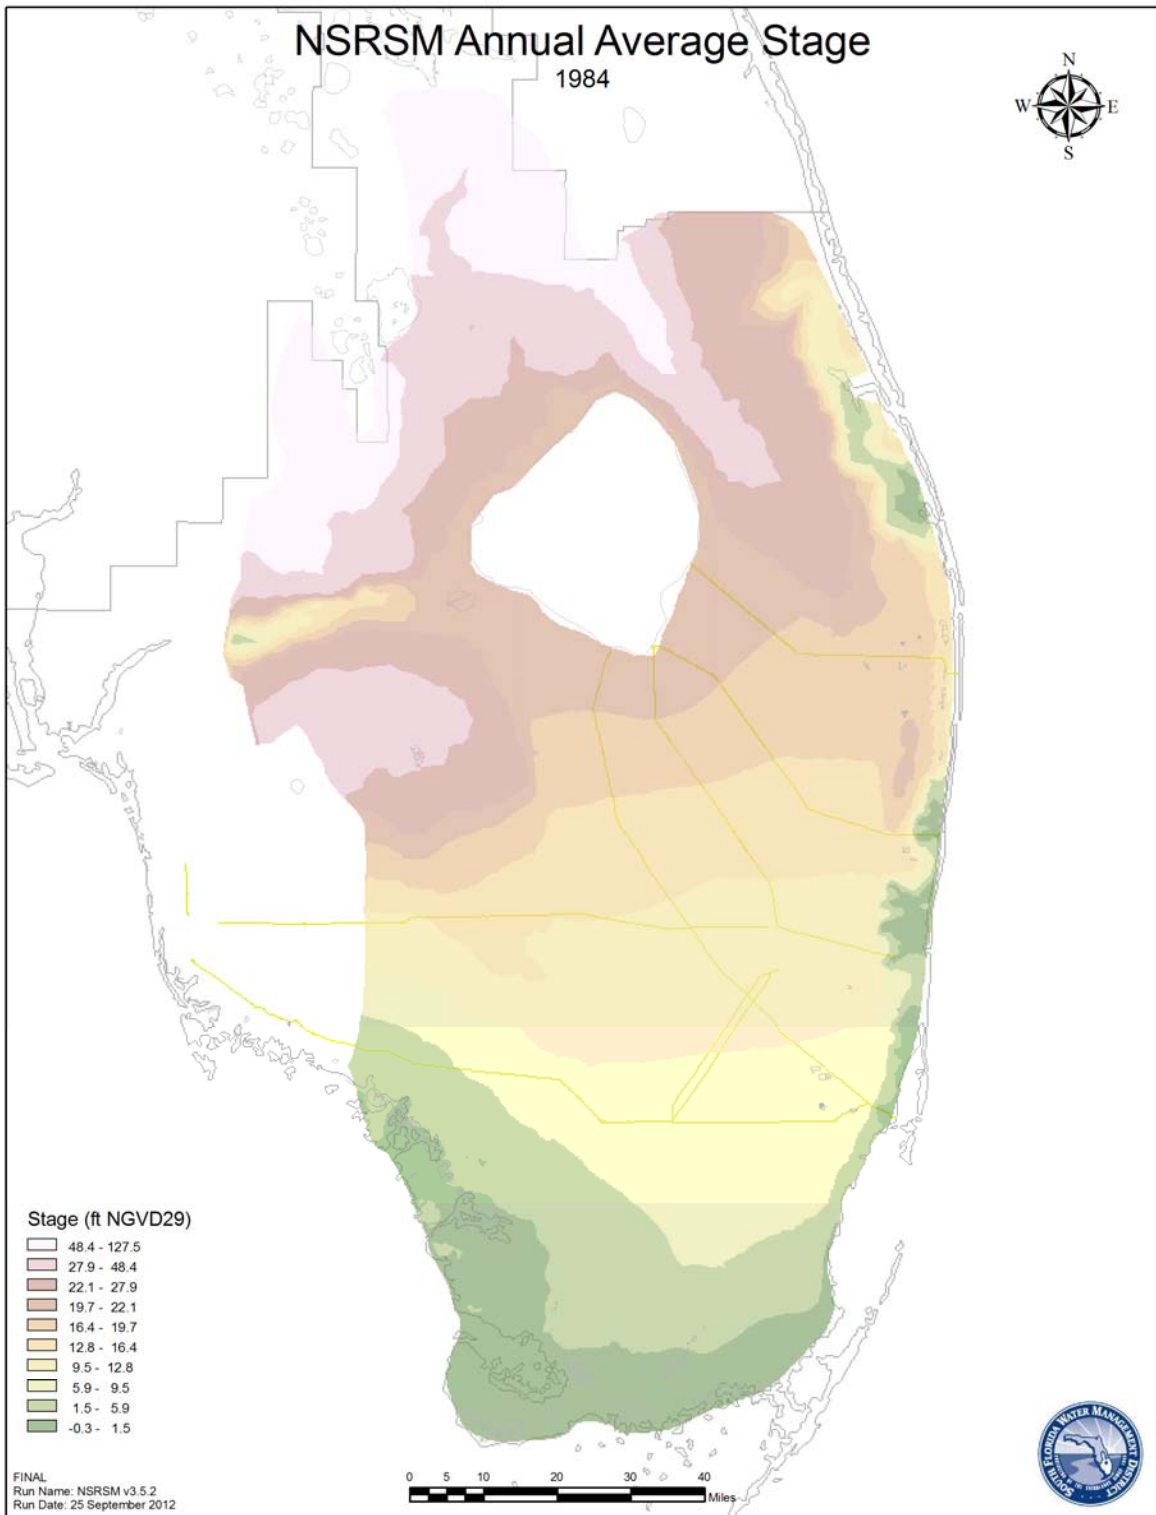 NSRSM Annual Average Stage
1984
N
W E
S
Stage (ft NGVD29)
48.4 - 127.5
27.9 - 48.4
22.1 - 27.9
19.7 - 22.1
16.4 - 19.7
12.8 - 16.4
9.5 - 12.8
5.9 - 9.5
1.5 - 5.9
-0.3 - 1.5
FINAL
Run Name: NSRSM v3.5.2
Run Date: 25 September 2012
0 5 10 20 30 40
Miles
SOUTH FLORIDA WATER MANAGEMENT DISTRICT